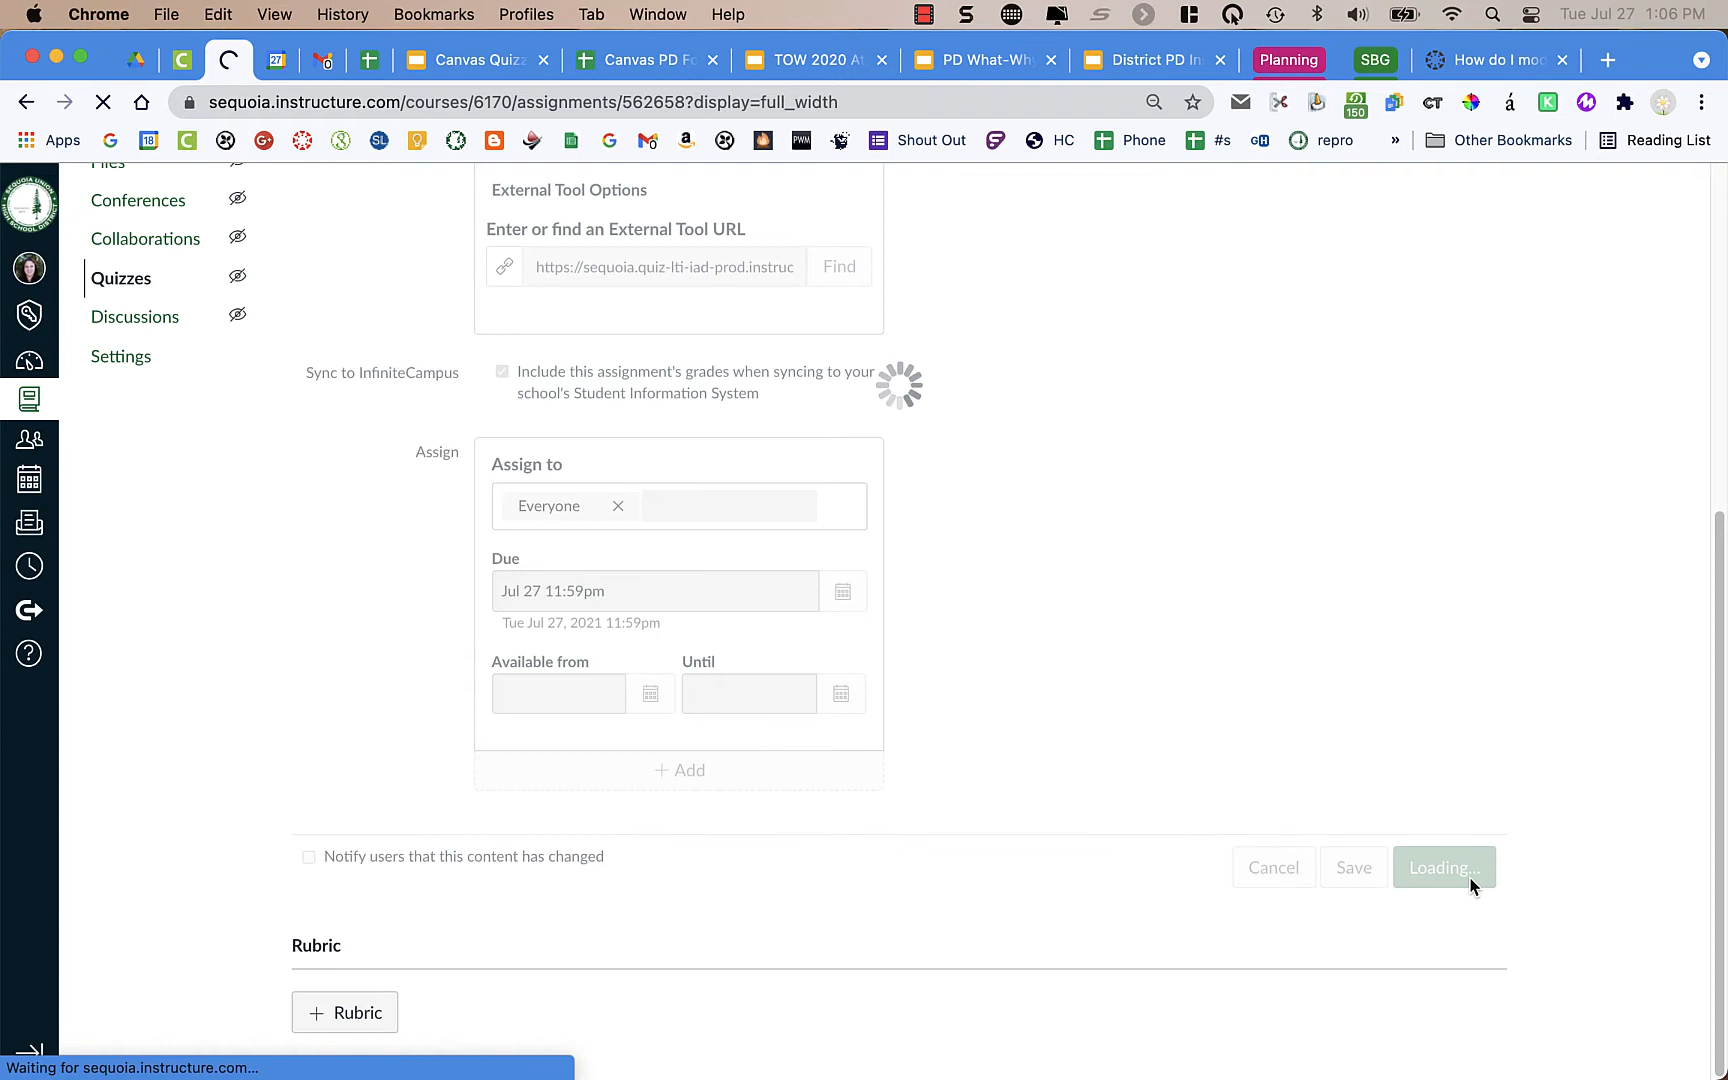 Chrome File Edit View History Bookmarks Profiles Tab Window Help Tue Jul 27 1:06 PM
27 Canvas Quizz Canvas PD Fo TOW 2020 At PD What-Wh District PD In Planning SBG How do I mod
sequoia.instructure.com/courses/6170/assignments/562658?display=full_width
150
Apps 18 SL PWM Shout Out HC Phone #s GH repro » Other Bookmarks Reading List
Files
Conferences
Collaborations
Quizzes
Discussions
Settings
External Tool Options
Enter or find an External Tool URL
https://sequoia.quiz-lti-iad-prod.instruc Find
Sync to InfiniteCampus Include this assignment's grades when syncing to your
school's Student Information System
Assign
Assign to
Everyone
Due
Jul 27 11:59pm
Tue Jul 27, 2021 11:59pm
Available from Until
+ Add
Notify users that this content has changed
Cancel Save Loading...
Rubric
+ Rubric
Waiting for sequoia.instructure.com...